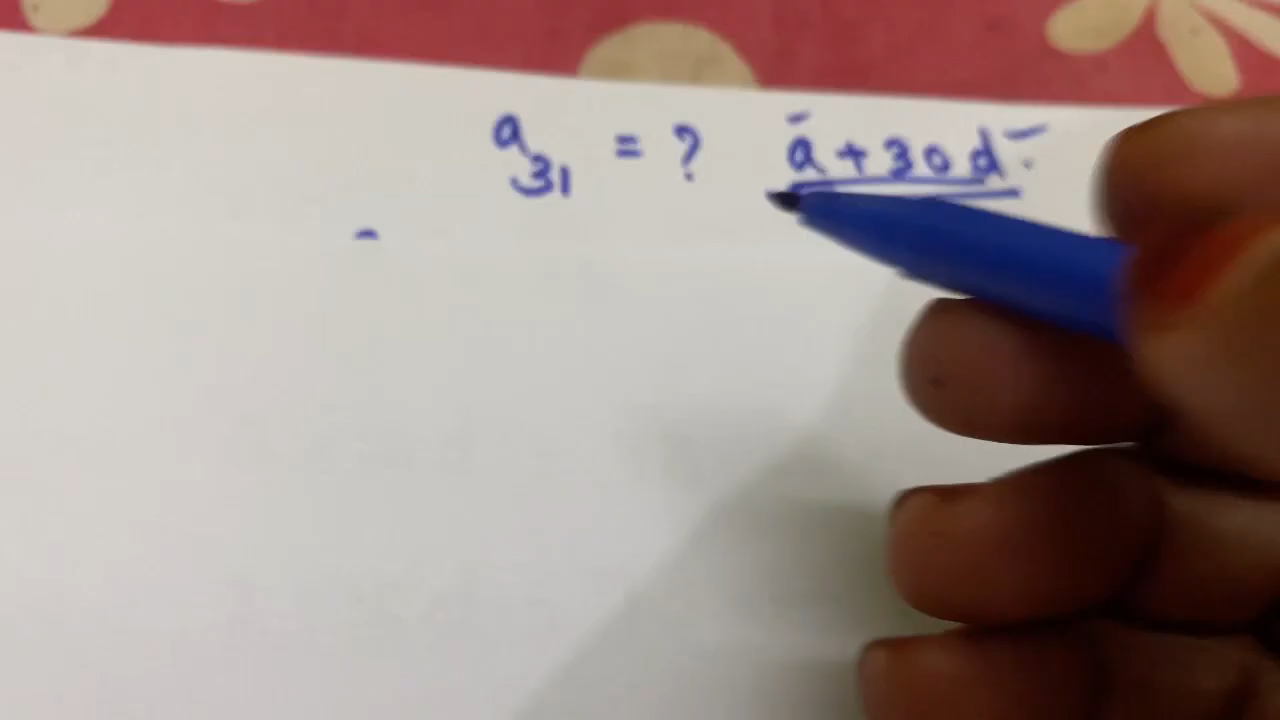 a₃₁ = ? a + 30d